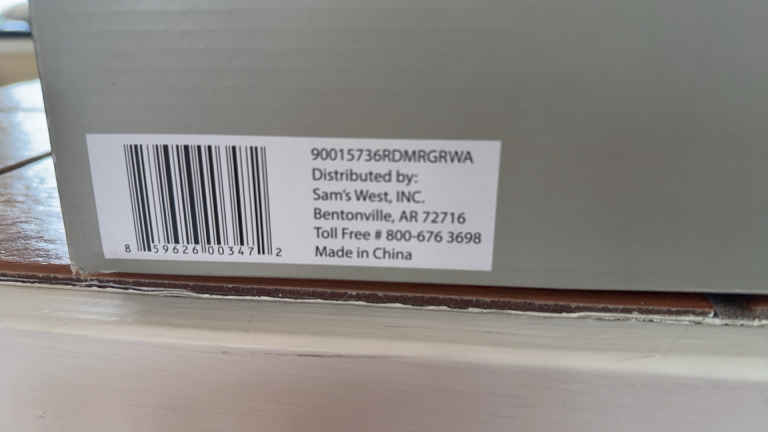 90015736RDMRGRWA
Distributed by:
Sam's West, INC.
Bentonville, AR 72716
Toll Free # 800-676 3698
Made in China
8 59626 00347 2